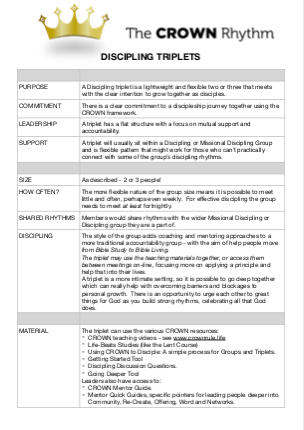 The CROWN Rhythm
DISCIPLING TRIPLETS
PURPOSE
A Discipling triplet is a lightweight and flexible two or three that meets
with the clear intention to grow together as disciples.
COMMITMENT
There is a clear commitment to a discipleship journey together using the
CROWN framework.
LEADERSHIP
A triplet has a flat structure with a focus on mutual support and
accountability.
SUPPORT
A triplet will usually sit within a Discipling or Missional Discipling Group
and is flexible pattern that might work for those who can't practically
connect with some of the group's discipling rhythms.
SIZE
As described - 2 or 3 people!
HOW OFTEN?
The more flexible nature of the group size means it is possible to meet
little and often, perhaps even weekly. For effective discipling the group
needs to meet at least fortnightly.
SHARED RHYTHMS
Members would share rhythms with the wider Missional Discipling or
Discipling group they are a part of.
DISCIPLING
The style of the group adds coaching and mentoring approaches to a
more traditional accountability group - with the aim of help people move
from Bible Study to Bible Living.
The triplet may use the teaching materials together, or access them
between meetings on-line, focusing more on applying a principle and
help that into their lives.
A triplet is a more intimate setting, so it is possible to go deep together
which can really help with overcoming barriers and blockages to
personal growth. There is an opportunity to urge each other to great
things for God as you build strong rhythms, celebrating all that God
does.
MATERIAL
The triplet can use the various CROWN resources:
- CROWN teaching videos - see www.crownrule.life
- Life-Beats Studies (like the Lent Course)
- Using CROWN to Disciple: A simple process for Groups and Triplets.
- Getting Started Tool
- Discipling Discussion Questions.
- Going Deeper Tool
Leaders also have access to:
- CROWN Mentor Guide.
- Mentor Quick Guides, specific pointers for leading people deeper into
Community, Re-Create, Offering, Word and Networks.